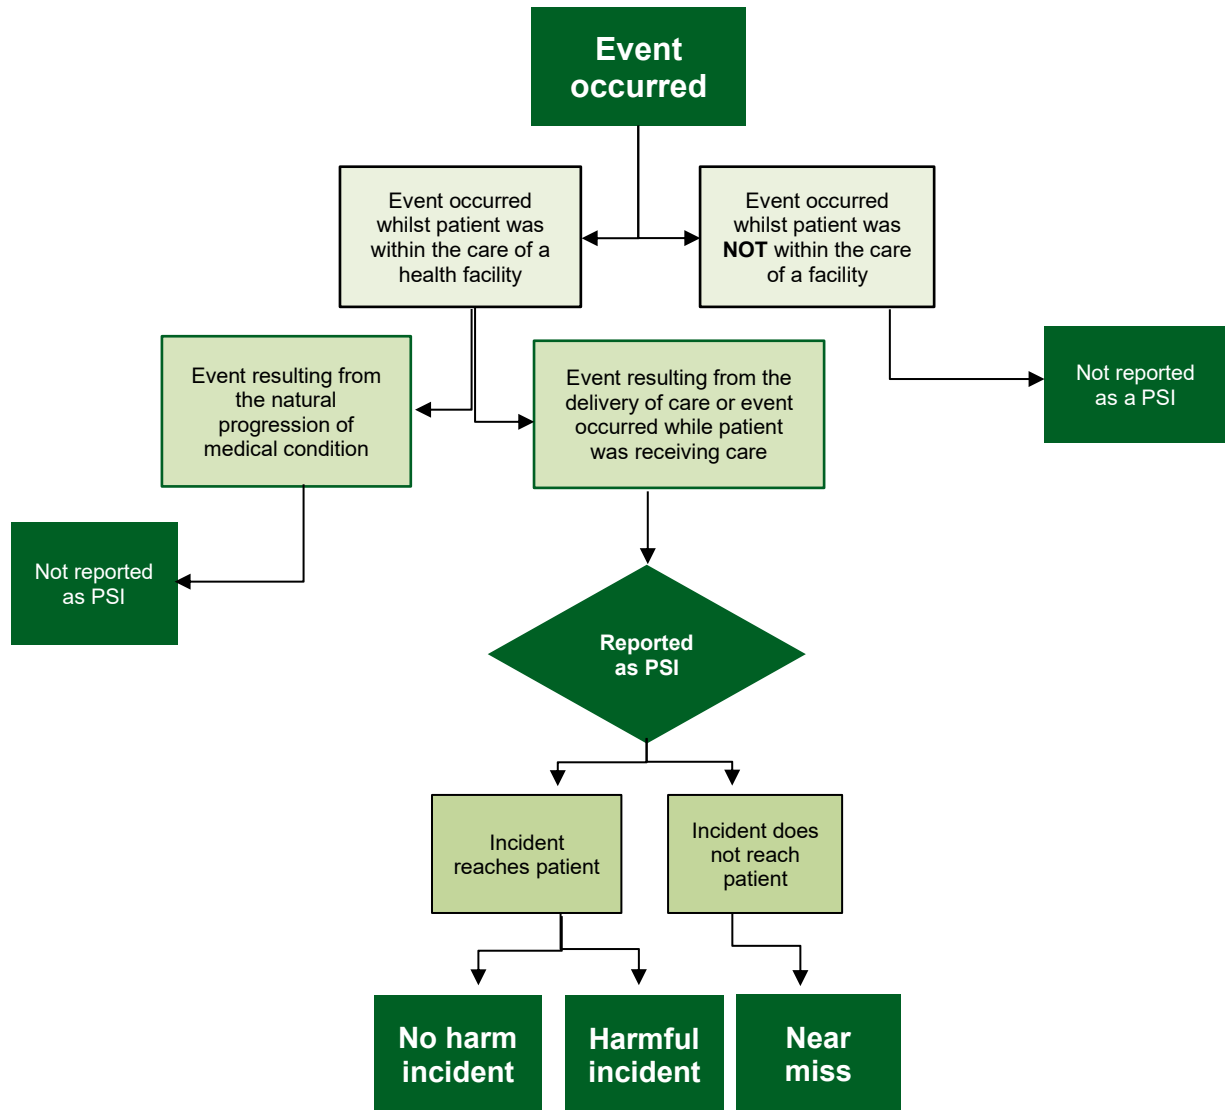 Event
occurred
Event occurred
whilst patient was
within the care of a
health facility
Event occurred
whilst patient was
NOT within the care
of a facility
Event resulting from
the natural
progression of
medical condition
Event resulting from the
delivery of care or event
occurred while patient
was receiving care
Not reported
as a PSI
Not reported
as PSI
Reported
as PSI
Incident
reaches patient
Incident does
not reach
patient
No harm
incident
Harmful
incident
Near
miss